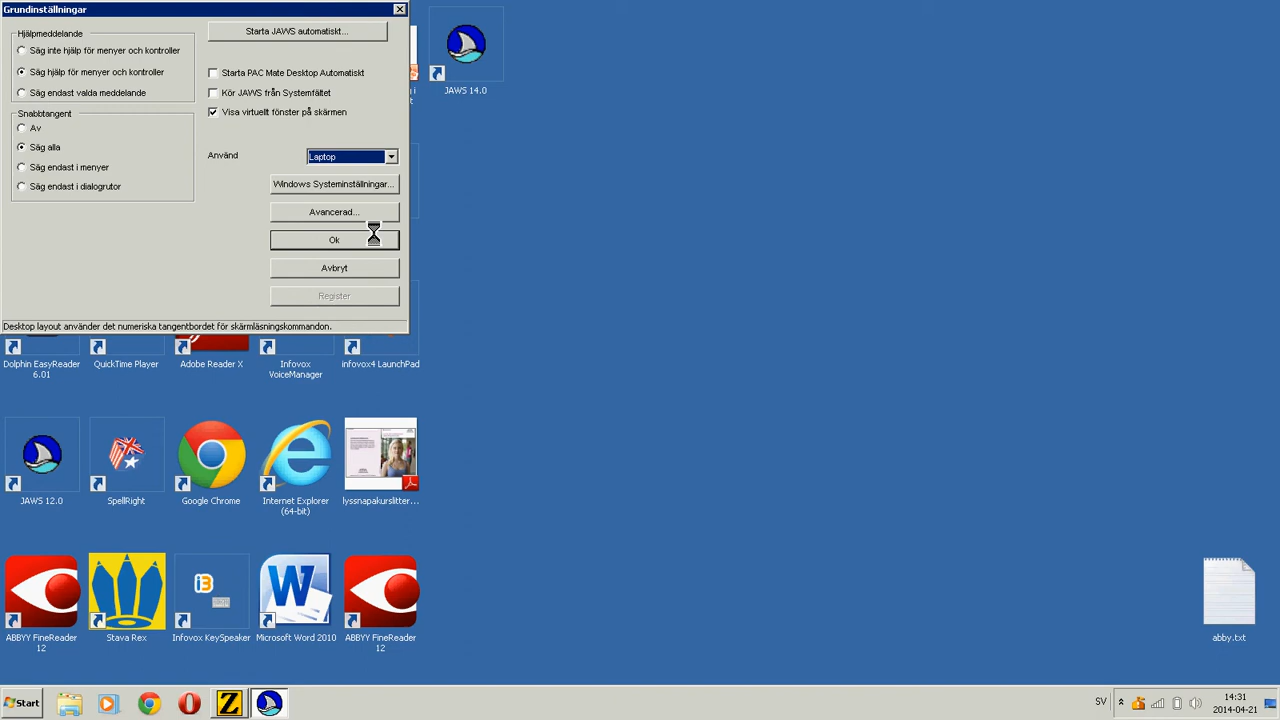 Grundinställningar
Hjälpmeddelande
Säg inte hjälp för menyer och kontroller
Säg hjälp för menyer och kontroller
Säg endast valda meddelande
Snabbtangent
Av
Säg alla
Säg endast i menyer
Säg endast i dialogrutor
Starta JAWS automatiskt...
Starta PAC Mate Desktop Automatiskt
Kör JAWS från Systemfältet
Visa virtuellt fönster på skärmen
Använd
Laptop
Windows Systeminställningar...
Avancerad...
Ok
Avbryt
Register
Desktop layout använder det numeriska tangentbordet för skärmläsningskommandon.
JAWS 14.0
Dolphin EasyReader
6.01
QuickTime Player
Adobe Reader X
Infovox
VoiceManager
infovox4 LaunchPad
JAWS 12.0
SpellRight
Google Chrome
Internet Explorer
(64-bit)
lyssnapakurslitter...
ABBYY FineReader
12
Stava Rex
Infovox KeySpeaker
Microsoft Word 2010
ABBYY FineReader
12
abby.txt
Start
SV
14:31
2014-04-21